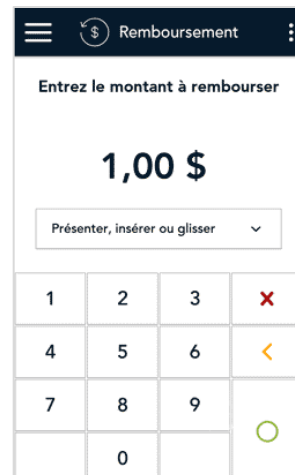 Remboursement
Entrez le montant à rembourser
1,00 $
Présenter, insérer ou glisser
1 2 3
4 5 6
7 8 9
0